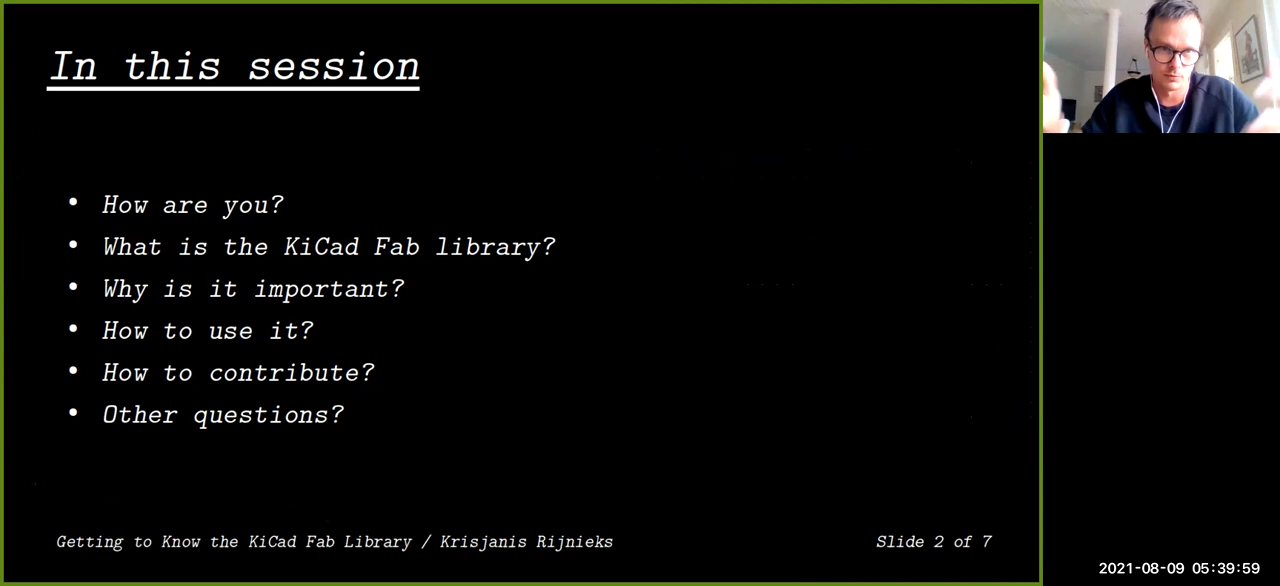 In this session
• How are you?
• What is the KiCad Fab library?
• Why is it important?
• How to use it?
• How to contribute?
• Other questions?
Getting to Know the KiCad Fab Library / Krisjanis Rijnieks
Slide 2 of 7
2021-08-09 05:39:59